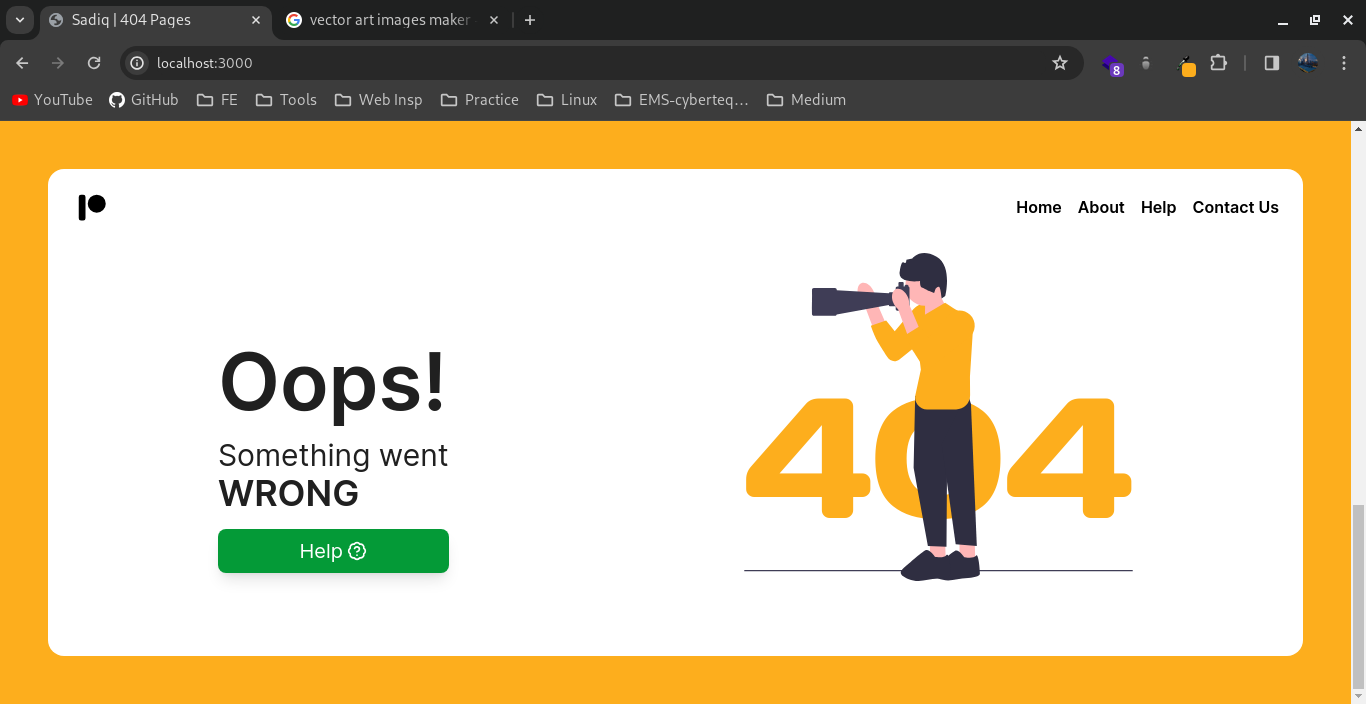 Sadiq | 404 Pages
vector art images maker
localhost:3000
8
YouTube GitHub FE Tools Web Insp Practice Linux EMS-cyberteq... Medium
Home About Help Contact Us
Oops!
Something went
WRONG
Help
404